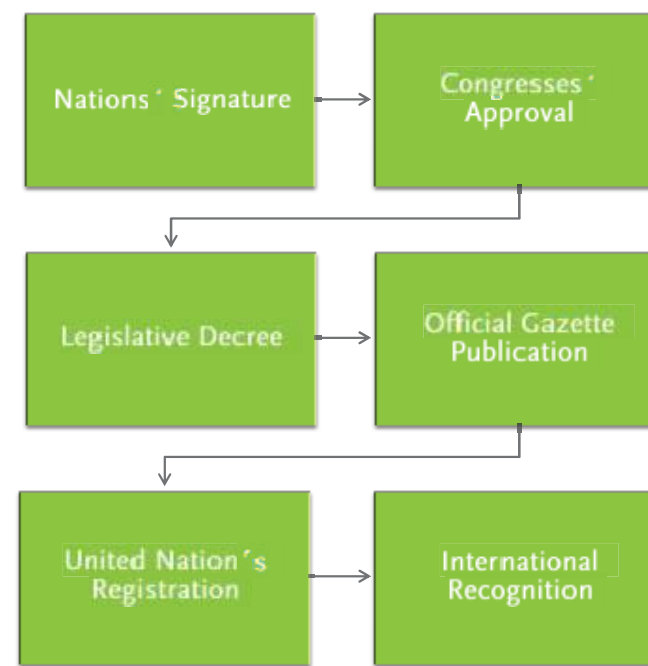 Nations´ Signature
Congresses´
Approval
Legislative Decree
Official Gazette
Publication
United Nation´s
Registration
International
Recognition